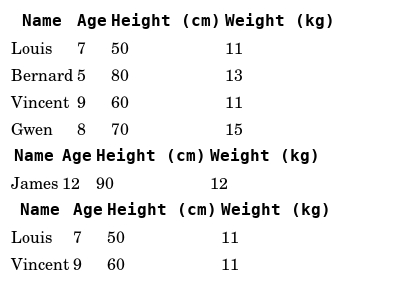 Name Age Height (cm) Weight (kg)
Louis 7 50 11
Bernard 5 80 13
Vincent 9 60 11
Gwen 8 70 15
Name Age Height (cm) Weight (kg)
James 12 90 12
Name Age Height (cm) Weight (kg)
Louis 7 50 11
Vincent 9 60 11